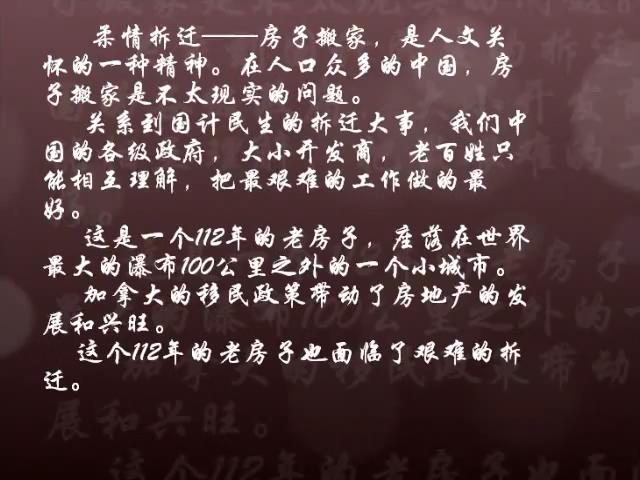 柔情拆迁——房子搬家，是人文关
怀的一种精神。在人口众多的中国，房
子搬家是不太现实的问题。
关系到国计民生的拆迁大事，我们中
国的各级政府，大小开发商，老百姓只
能相互理解，把最艰难的工作做的最
好。
这是一个112年的老房子，座落在世界
最大的瀑布100公里之外的一个小城市。
加拿大的移民政策带动了房地产的发
展和兴旺。
这个112年的老房子也面临了艰难的拆
迁。